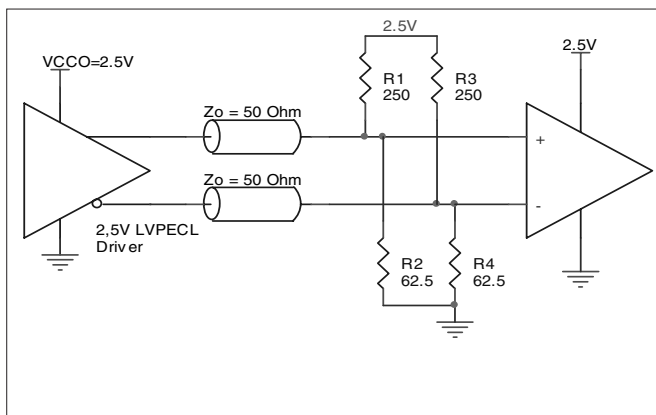 2.5V
VCCO=2.5V
2.5V
R1
250
R3
250
Zo = 50 Ohm
+
Zo = 50 Ohm
-
2,5V LVPECL
Driver
R2
62.5
R4
62.5